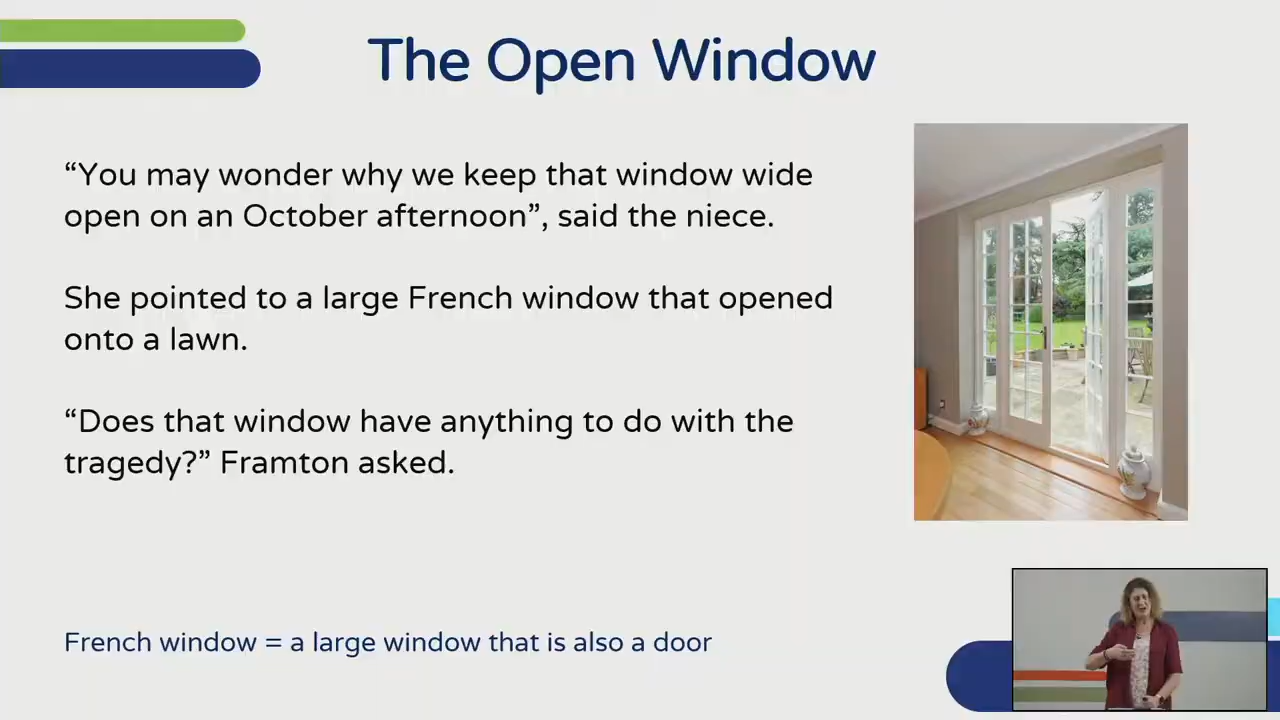 The Open Window
“You may wonder why we keep that window wide
open on an October afternoon”, said the niece.
She pointed to a large French window that opened
onto a lawn.
“Does that window have anything to do with the
tragedy?” Framton asked.
French window = a large window that is also a door